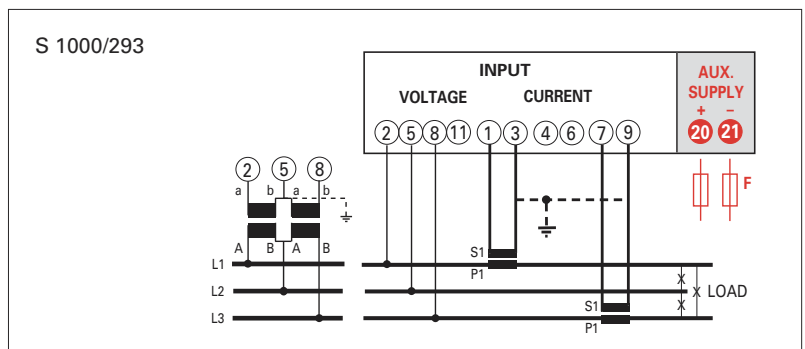 S 1000/293
INPUT
AUX.
SUPPLY
VOLTAGE CURRENT
+ −
2 5 8 11 1 3 4 6 7 9 20 21
2 5 8
a b a b
F
A B A B
S1
L1
P1
L2
X X X LOAD
S1
L3
P1